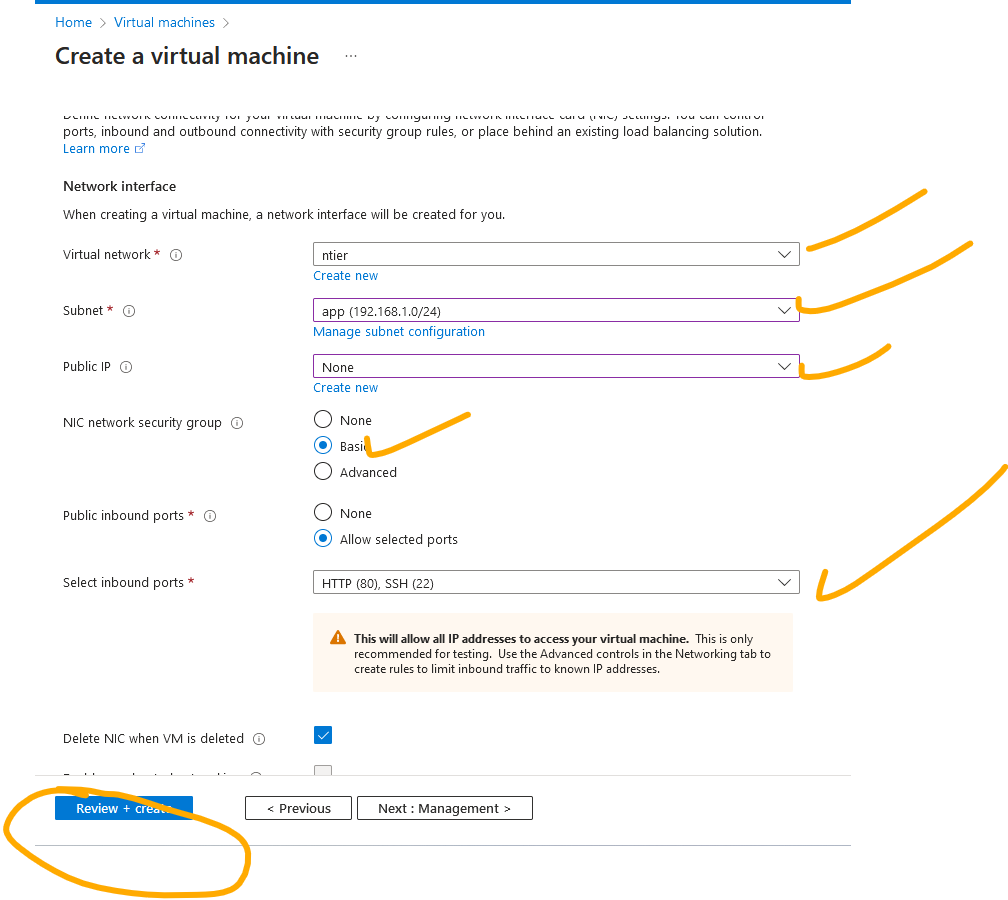 Home > Virtual machines >
Create a virtual machine ...
Define network connectivity for your virtual machine by configuring network interface card (NIC) settings. You can control
ports, inbound and outbound connectivity with security group rules, or place behind an existing load balancing solution.
Learn more
Network interface
When creating a virtual machine, a network interface will be created for you.
Virtual network *
ntier
Create new
Subnet *
app (192.168.1.0/24)
Manage subnet configuration
Public IP
None
Create new
NIC network security group
None
Basic
Advanced
Public inbound ports *
None
Allow selected ports
Select inbound ports *
HTTP (80), SSH (22)
This will allow all IP addresses to access your virtual machine. This is only
recommended for testing. Use the Advanced controls in the Networking tab to
create rules to limit inbound traffic to known IP addresses.
Delete NIC when VM is deleted
Review + create
< Previous
Next : Management >